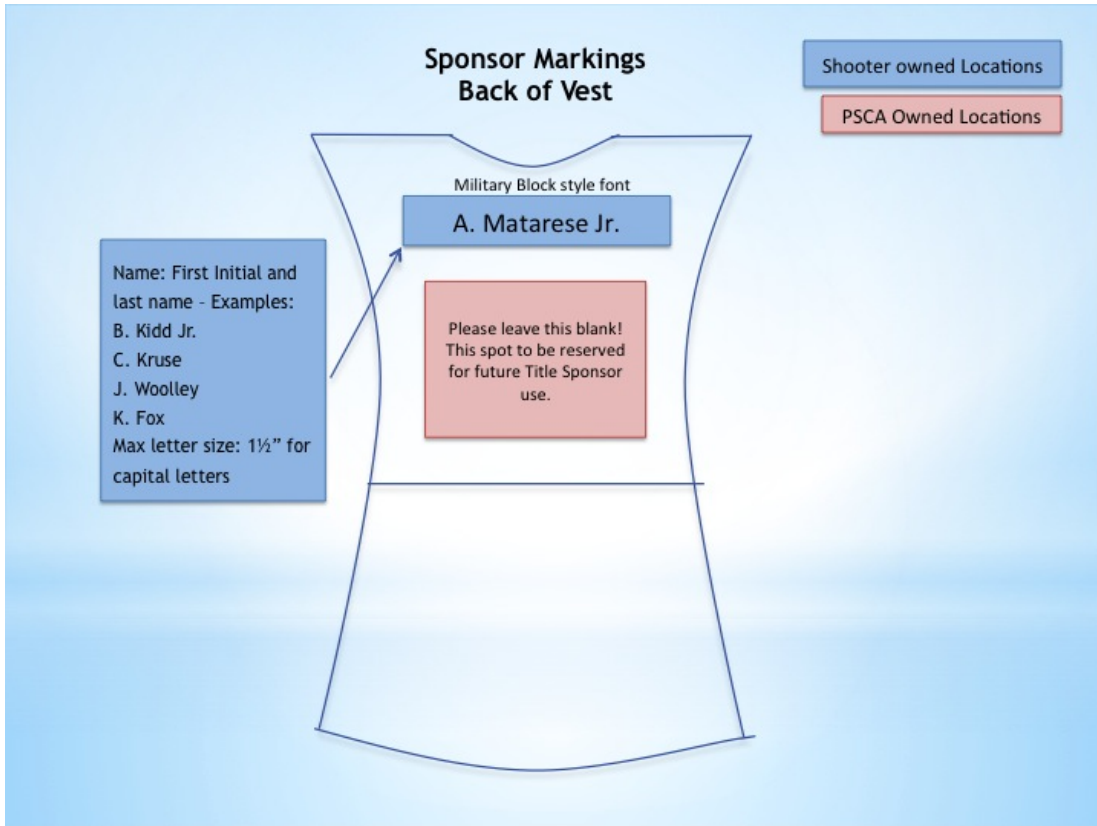 Sponsor Markings
Back of Vest
Shooter owned Locations
PSCA Owned Locations
Military Block style font
A. Matarese Jr.
Name: First Initial and
last name – Examples:
B. Kidd Jr.
C. Kruse
J. Woolley
K. Fox
Max letter size: 1½” for
capital letters
Please leave this blank!
This spot to be reserved
for future Title Sponsor
use.